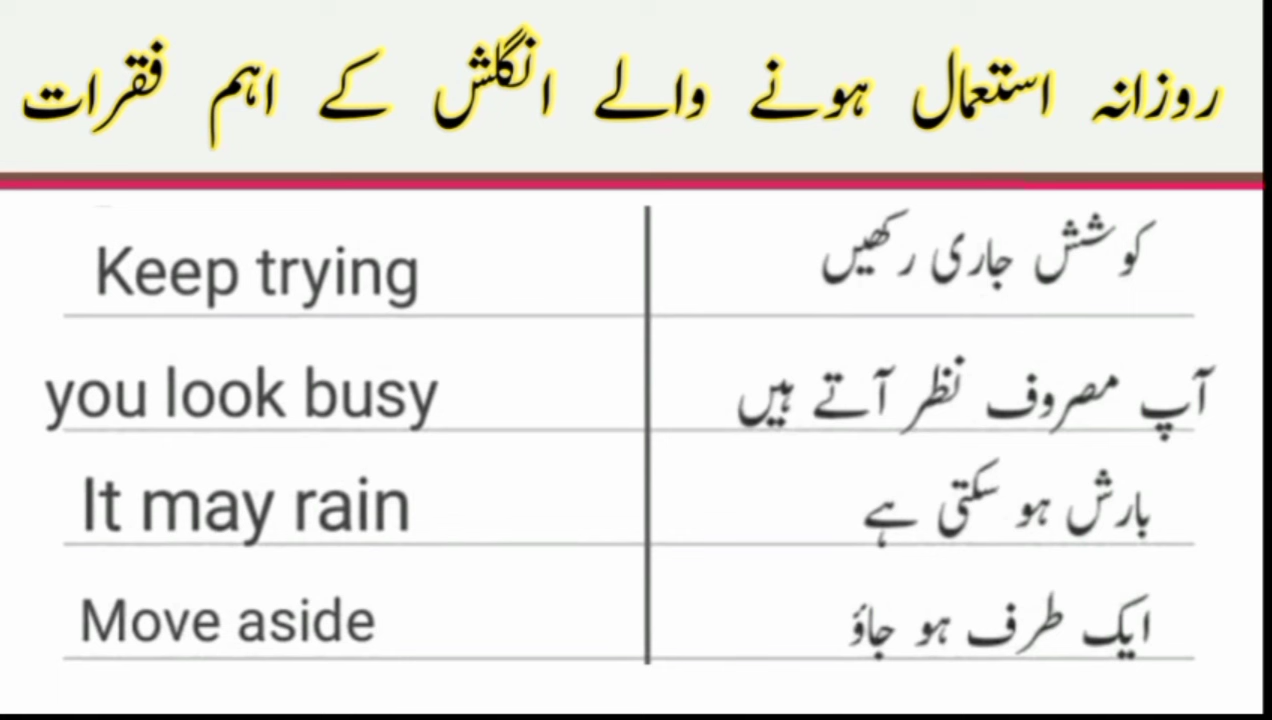 روزانہ استعمال ہونے والے انگلش کے اہم فقرات
Keep trying کوشش جاری رکھیں
you look busy آپ مصروف نظر آتے ہیں
It may rain بارش ہو سکتی ہے
Move aside ایک طرف ہو جاؤ